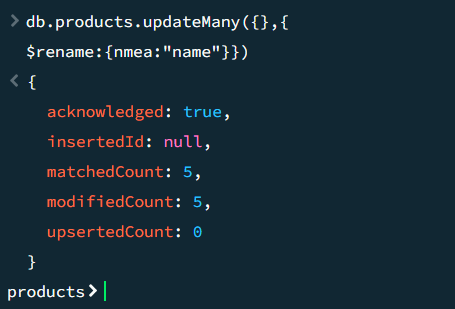 > db.products.updateMany({},{
$rename:{nmea:"name"}})
< {
acknowledged: true,
insertedId: null,
matchedCount: 5,
modifiedCount: 5,
upsertedCount: 0
}
products>